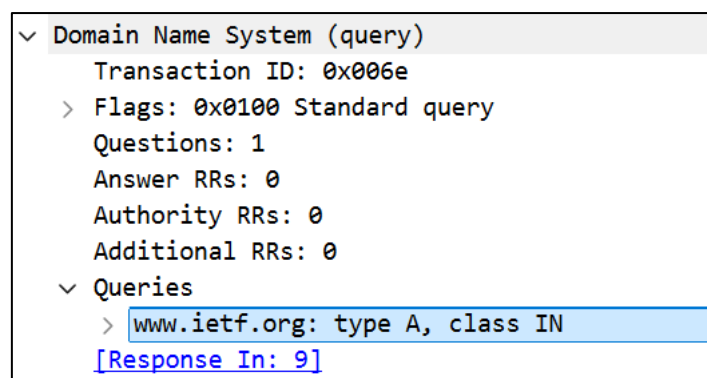 Domain Name System (query)
Transaction ID: 0x006e
Flags: 0x0100 Standard query
Questions: 1
Answer RRs: 0
Authority RRs: 0
Additional RRs: 0
Queries
www.ietf.org: type A, class IN
[Response In: 9]